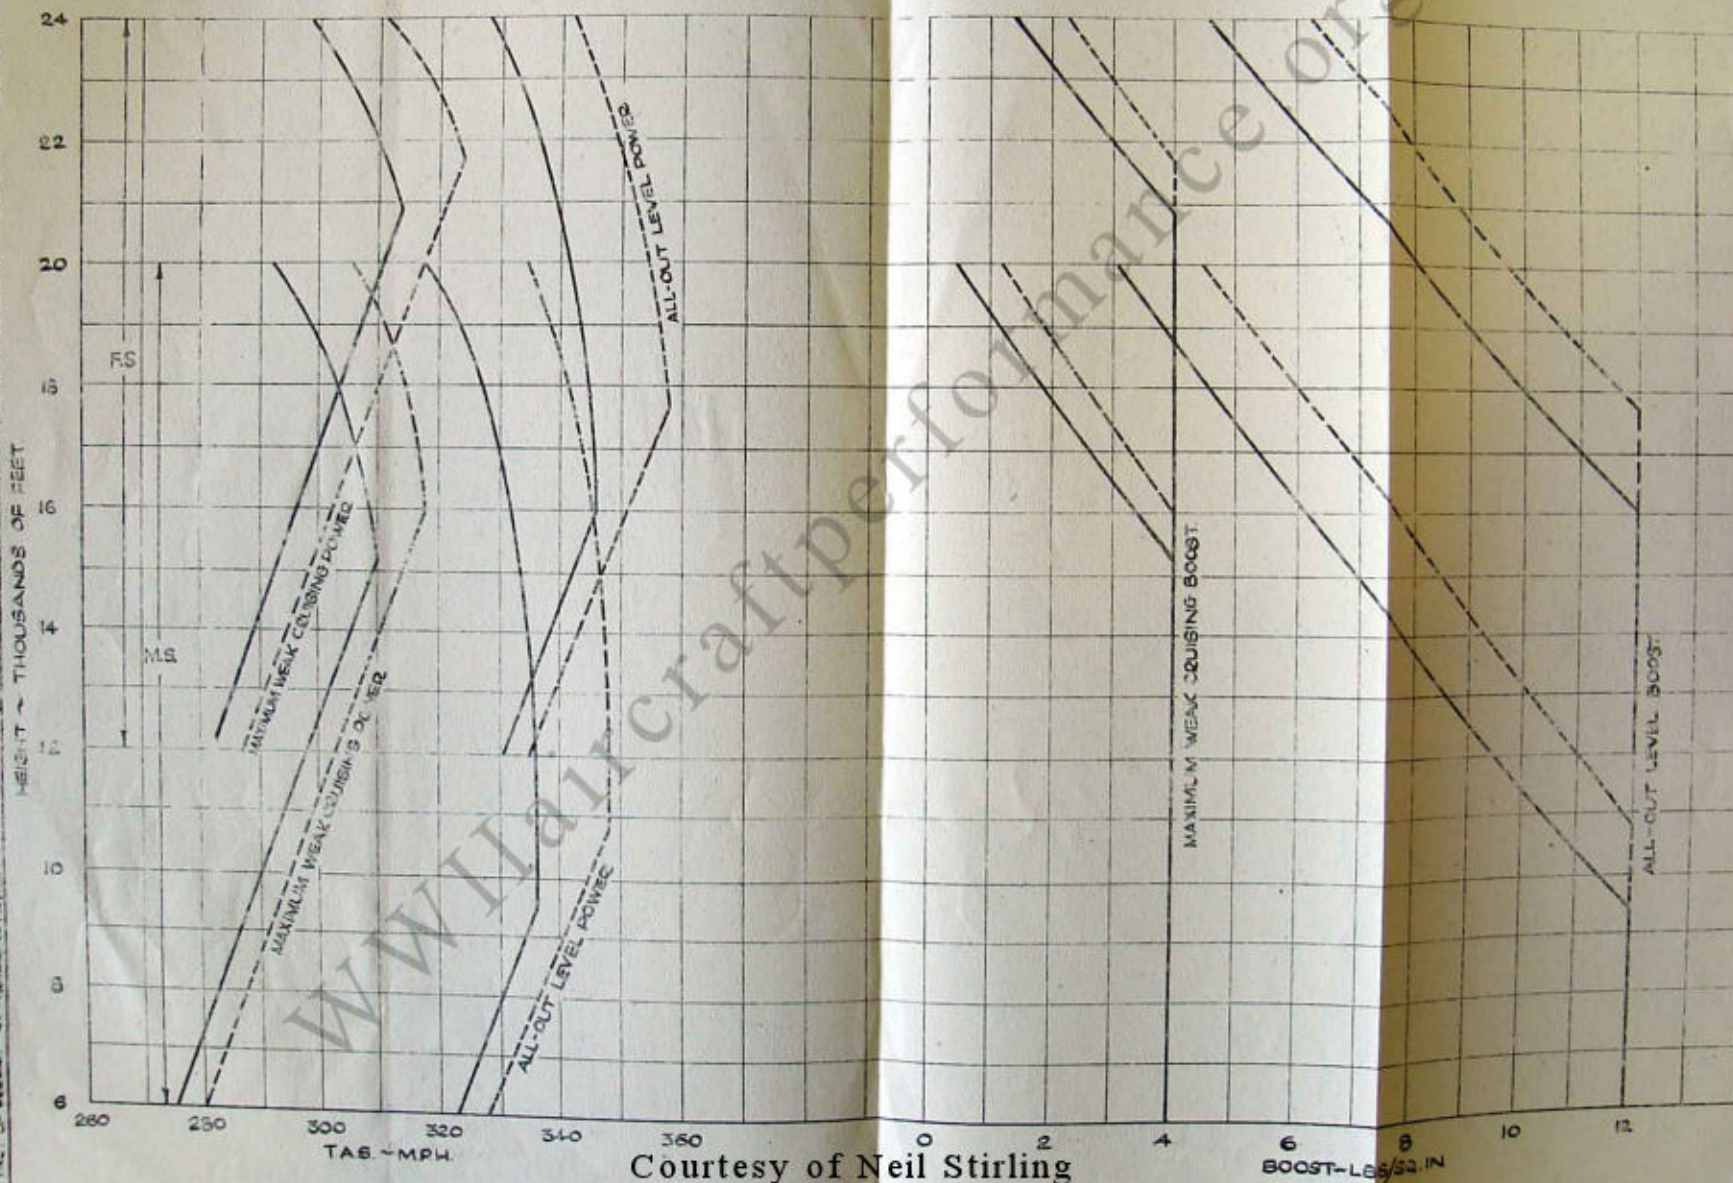 24
22
20
18
16
14
12
10
8
6
HEIGHT ~ THOUSANDS OF FEET
F.S
M.S
MAXIMUM WEAK CRUISING POWER
MAXIMUM WEAK CRUISING POWER
ALL-OUT LEVEL POWER
ALL-OUT LEVEL POWER
260 280 300 320 340 360
TAS.~MPH.
MAXIMUM WEAK CRUISING BOOST
ALL-OUT LEVEL BOOST
0 2 4 6 8 10 12
BOOST~LBS/SQ.IN
WWIIaircraftperformance.org
Courtesy of Neil Stirling